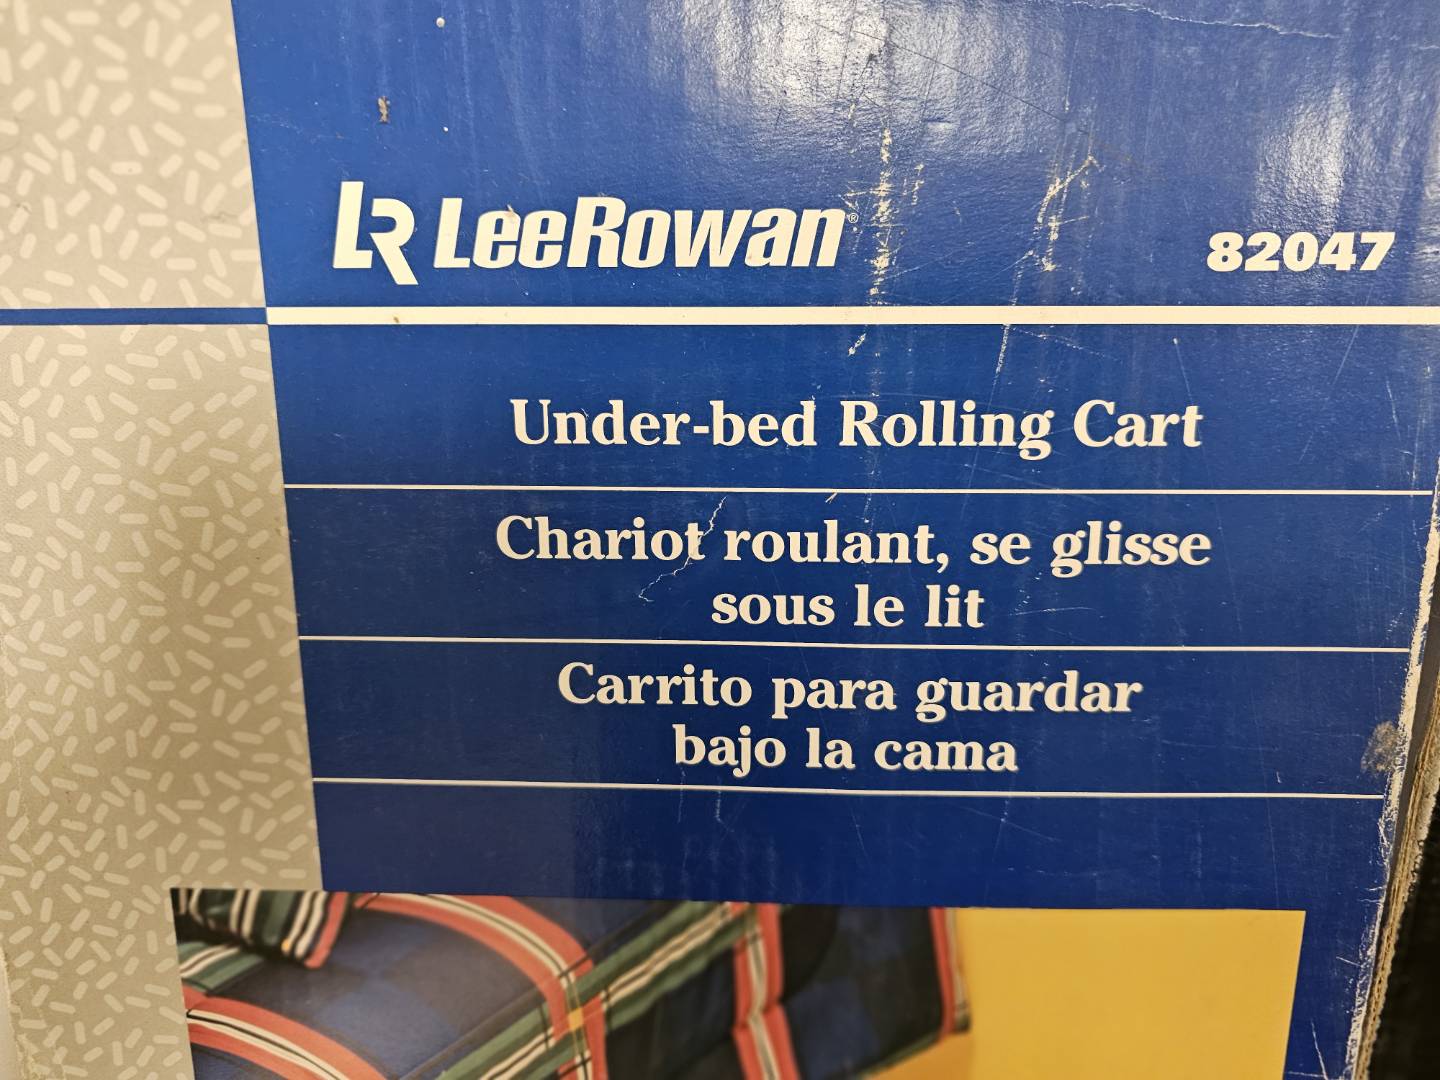 LR LeeRowan® 82047
Under-bed Rolling Cart
Chariot roulant, se glisse
sous le lit
Carrito para guardar
bajo la cama